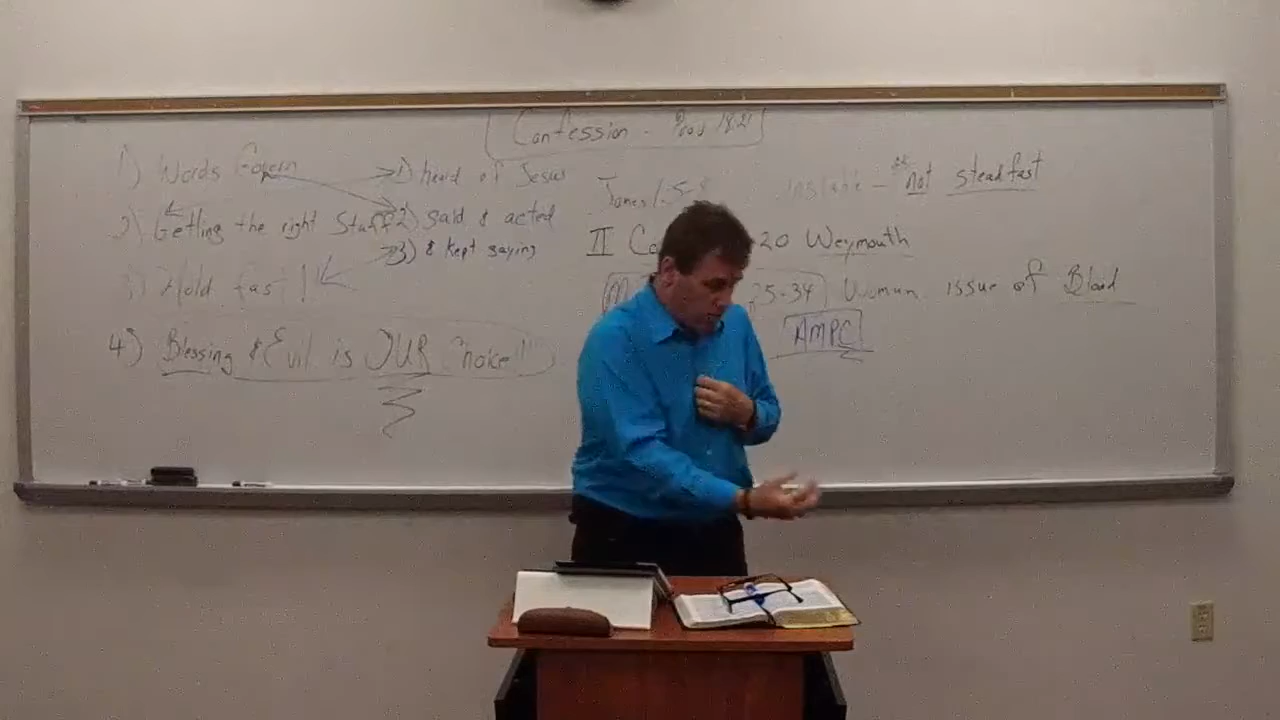 Confession - Prov 18:21
1) Words Govern
2) Getting the right Stuff
3) Hold fast!
4) Blessing & Evil is OUR Choice!!
1) heard of Jesus
2) said & acted
3) & kept saying
James 1:5-8
not steadfast
II Co 20 Weymouth
M 25-34 Woman issue of Blood
AMPC